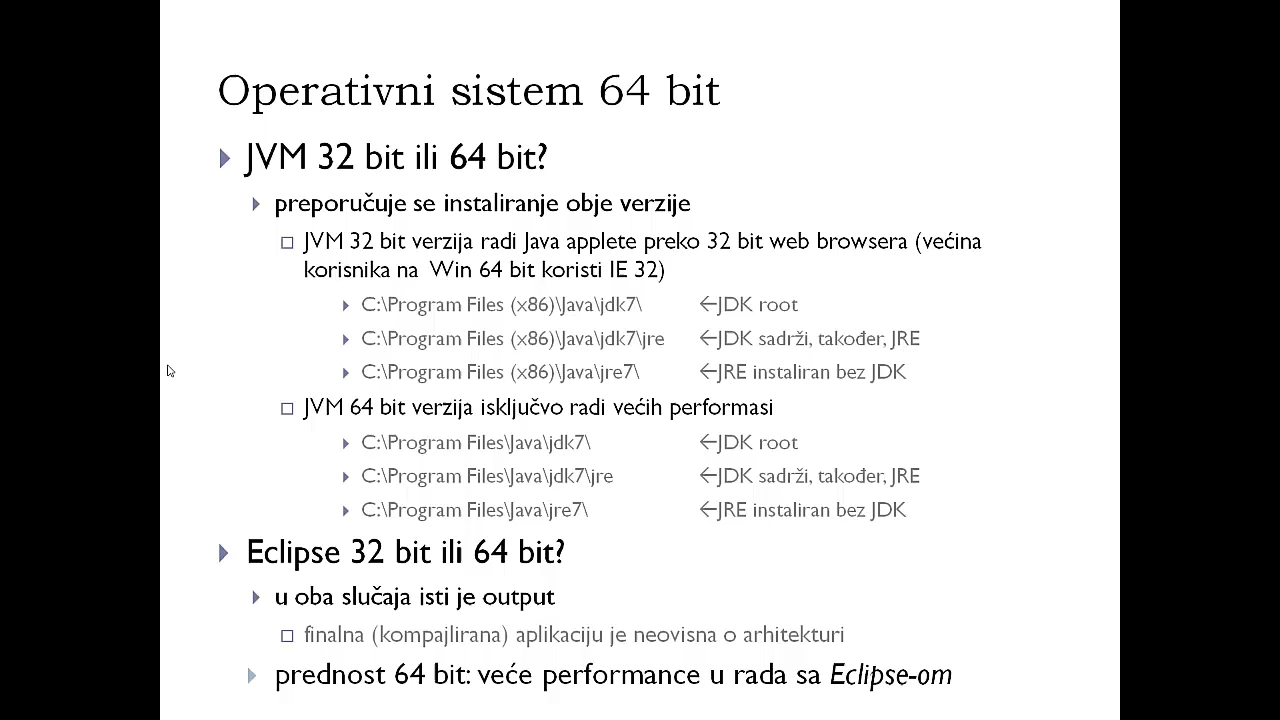 Operativni sistem 64 bit
JVM 32 bit ili 64 bit?
preporučuje se instaliranje obje verzije
JVM 32 bit verzija radi Java applete preko 32 bit web browsera (većina
korisnika na Win 64 bit koristi IE 32)
C:\Program Files (x86)\Java\jdk7\ ←JDK root
C:\Program Files (x86)\Java\jdk7\jre ←JDK sadrži, također, JRE
C:\Program Files (x86)\Java\jre7\ ←JRE instaliran bez JDK
JVM 64 bit verzija isključvo radi većih performasi
C:\Program Files\Java\jdk7\ ←JDK root
C:\Program Files\Java\jdk7\jre ←JDK sadrži, također, JRE
C:\Program Files\Java\jre7\ ←JRE instaliran bez JDK
Eclipse 32 bit ili 64 bit?
u oba slučaja isti je output
finalna (kompajlirana) aplikaciju je neovisna o arhitekturi
prednost 64 bit: veće performance u rada sa Eclipse-om